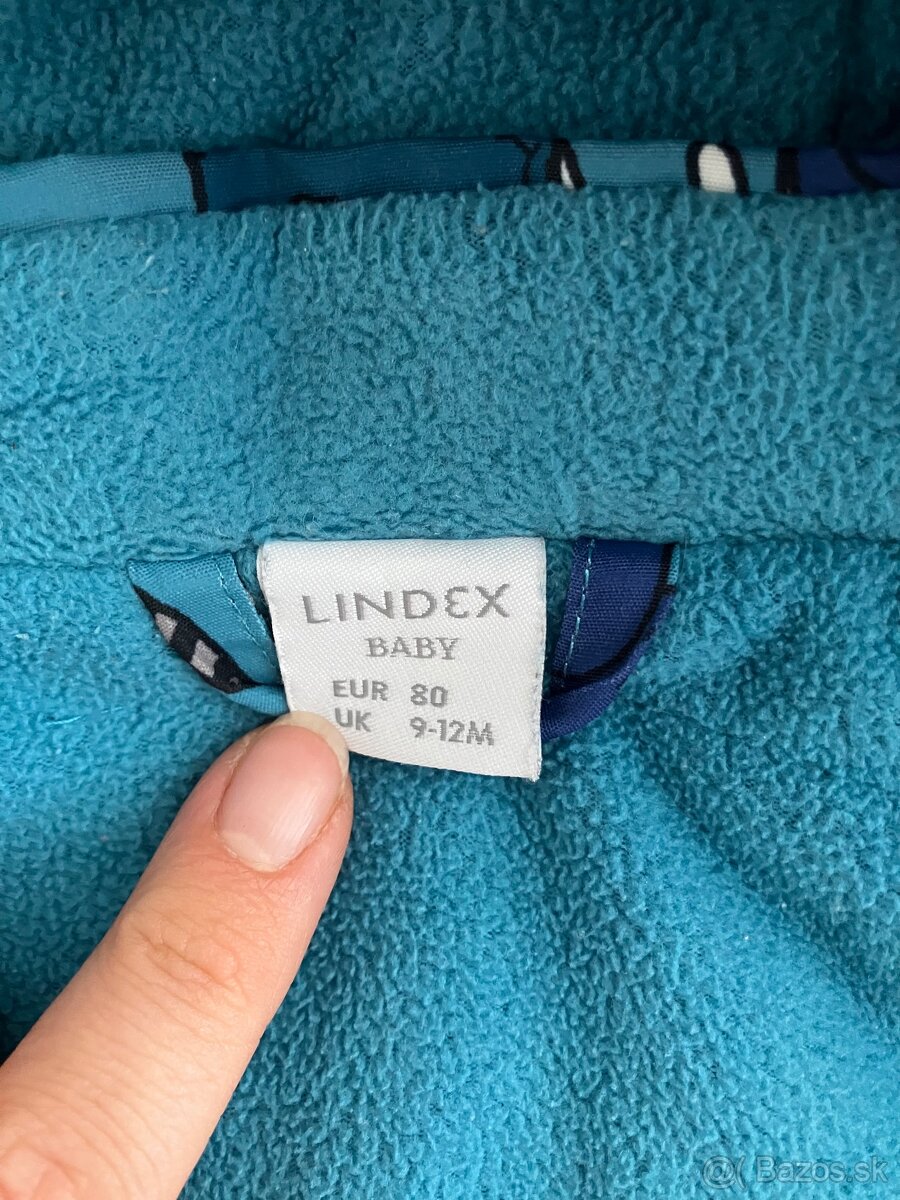 LINDEX
BABY
EUR 80
UK 9-12M
Bazos.sk